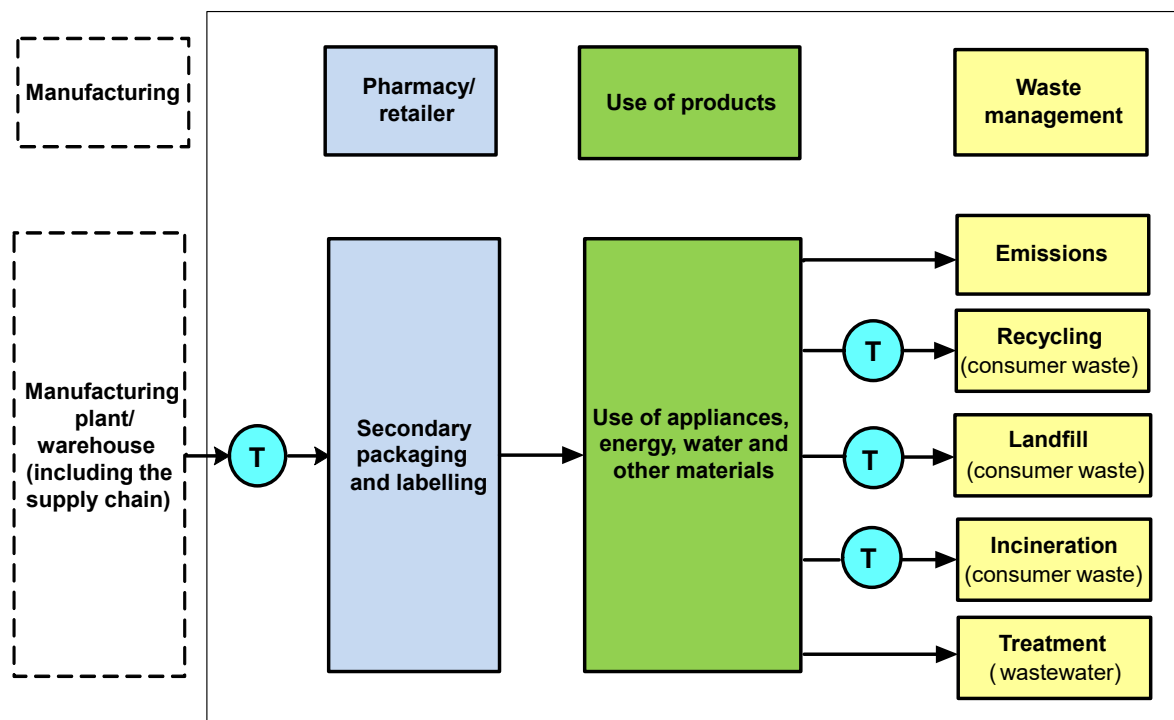 Manufacturing
Pharmacy/
retailer
Use of products
Waste
management
Manufacturing
plant/
warehouse
(including the
supply chain)
T
Secondary
packaging
and labelling
Use of appliances,
energy, water and
other materials
Emissions
T
Recycling
(consumer waste)
T
Landfill
(consumer waste)
T
Incineration
(consumer waste)
Treatment
( wastewater)